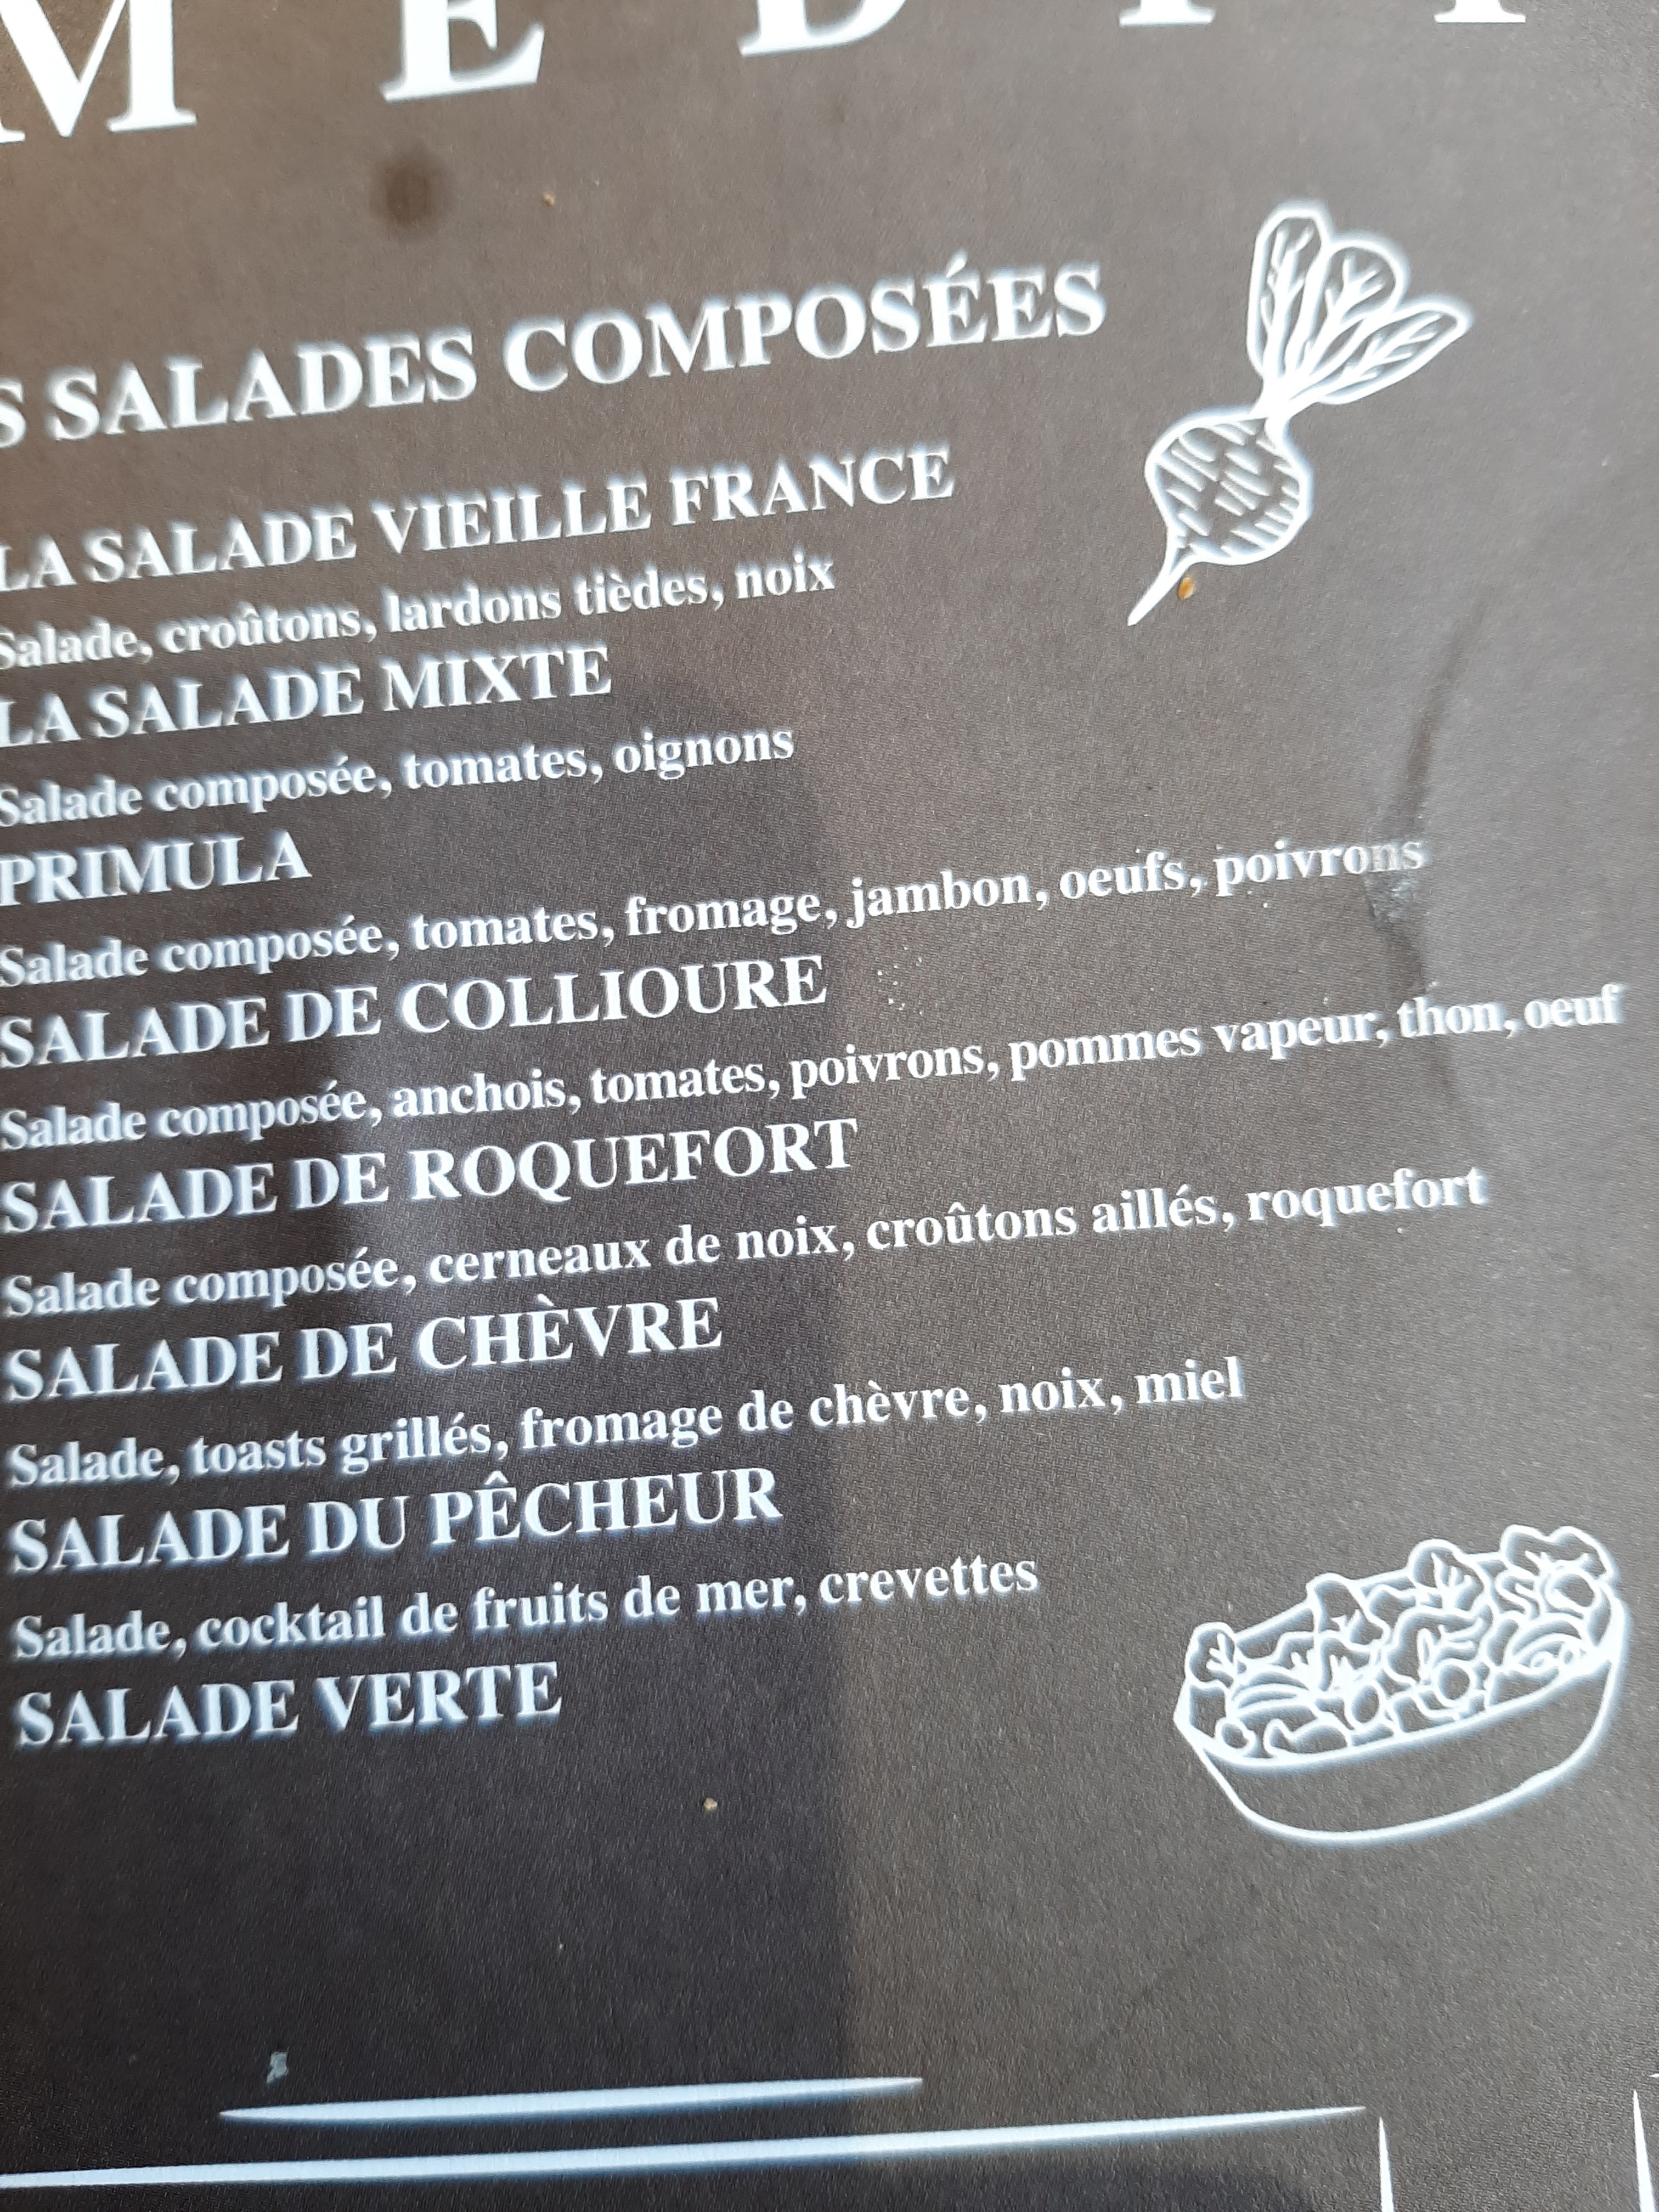 SALADES COMPOSÉES
LA SALADE VIEILLE FRANCE
Salade, croûtons, lardons tièdes, noix
LA SALADE MIXTE
Salade composée, tomates, oignons
PRIMULA
Salade composée, tomates, fromage, jambon, oeufs, poivrons
SALADE DE COLLIOURE
Salade composée, anchois, tomates, poivrons, pommes vapeur, thon, oeuf
SALADE DE ROQUEFORT
Salade composée, cerneaux de noix, croûtons aillés, roquefort
SALADE DE CHÈVRE
Salade, toasts grillés, fromage de chèvre, noix, miel
SALADE DU PÊCHEUR
Salade, cocktail de fruits de mer, crevettes
SALADE VERTE